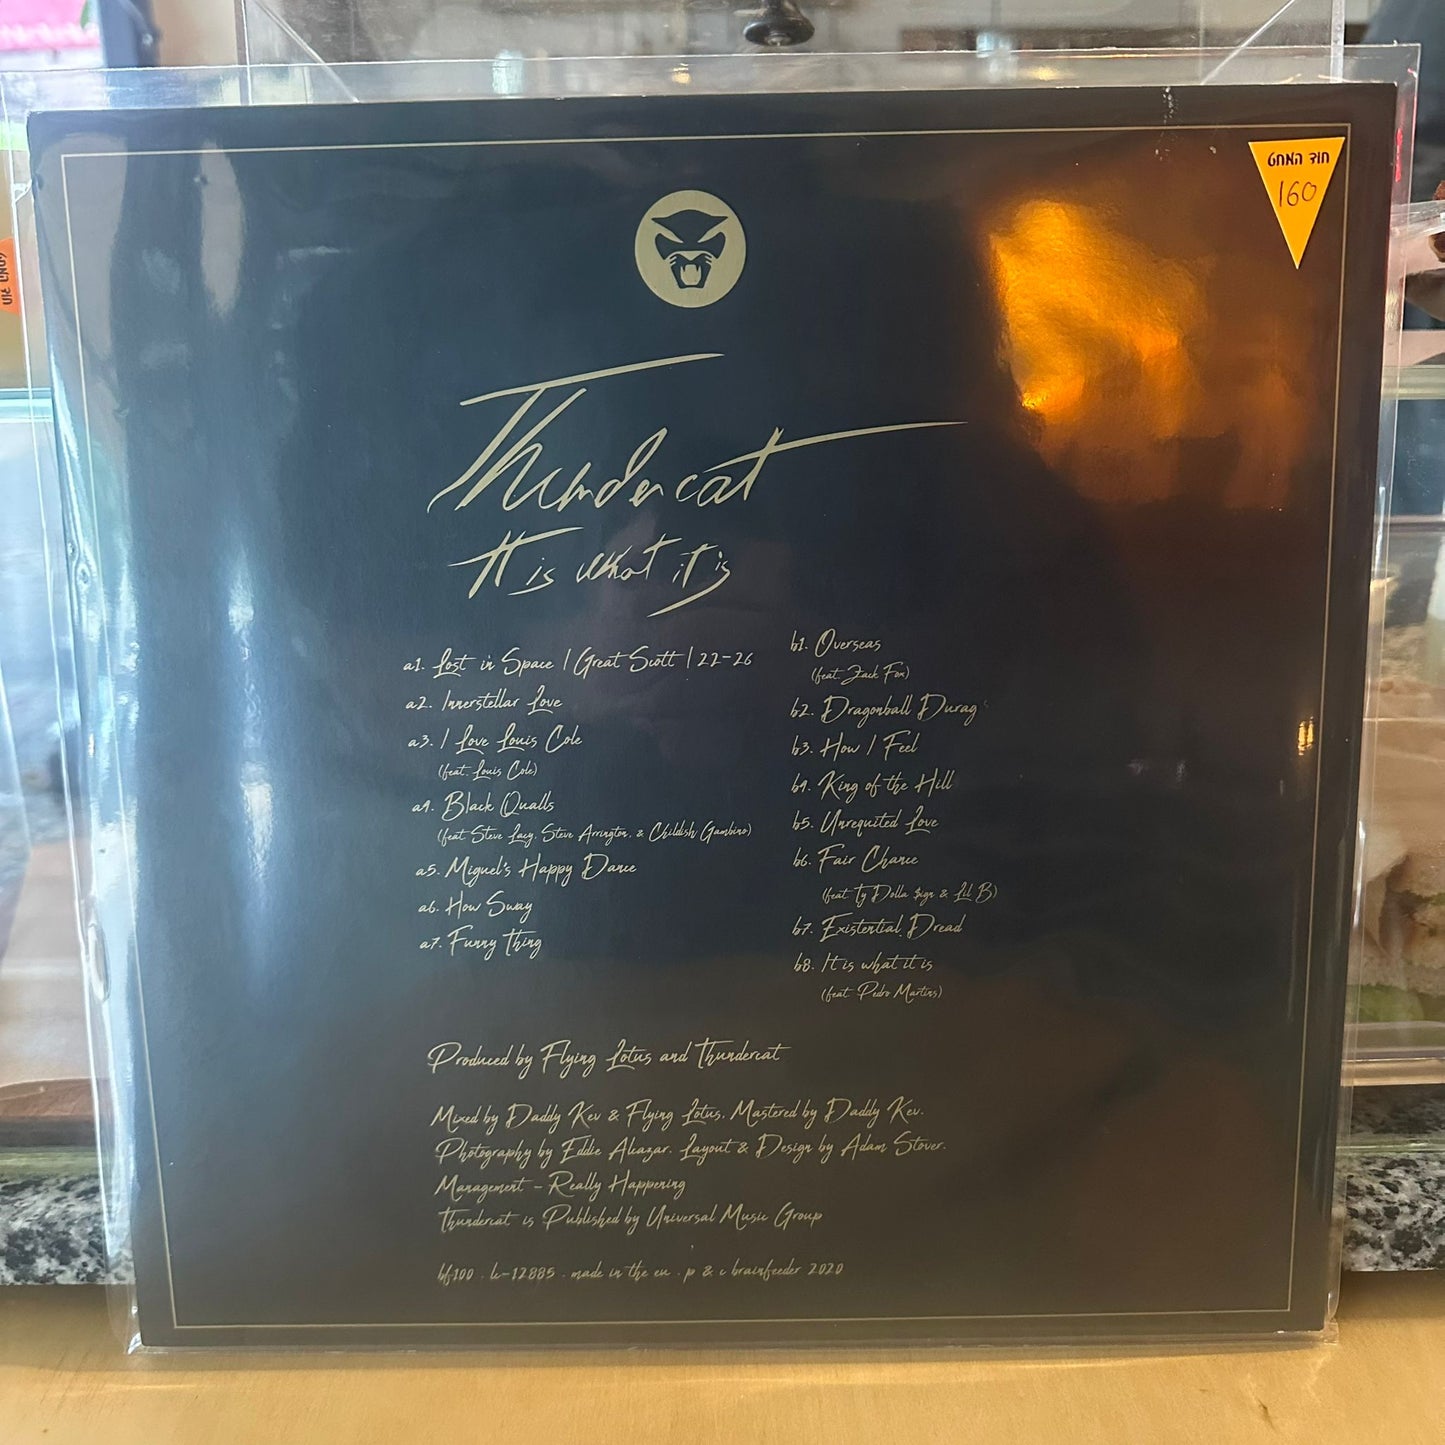 חוד המחט
160
Thundercat
It is what it is
a1. Lost in Space / Great Scott / 22-26
a2. Innerstellar Love
a3. I Love Louis Cole
(feat. Louis Cole)
a4. Black Qualls
(feat. Steve Lacy, Steve Arrington, & Childish Gambino)
a5. Miguel's Happy Dance
a6. How Sway
a7. Funny Thing
b1. Overseas
(feat. Zack Fox)
b2. Dragonball Durag
b3. How I Feel
b4. King of the Hill
b5. Unrequited Love
b6. Fair Chance
(feat. Ty Dolla $ign & Lil B)
b7. Existential Dread
b8. It is what it is
(feat. Pedro Martins)
Produced by Flying Lotus and Thundercat
Mixed by Daddy Kev & Flying Lotus. Mastered by Daddy Kev.
Photography by Eddie Alcazar. Layout & Design by Adam Stover.
Management - Really Happening
Thundercat is Published by Universal Music Group
bf100 . lc-12885 . made in the eu . p & c brainfeeder 2020